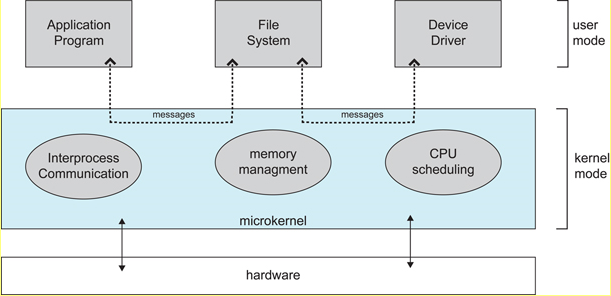 Application
Program
File
System
Device
Driver
user
mode
messages
messages
Interprocess
Communication
memory
managment
CPU
scheduling
kernel
mode
microkernel
hardware